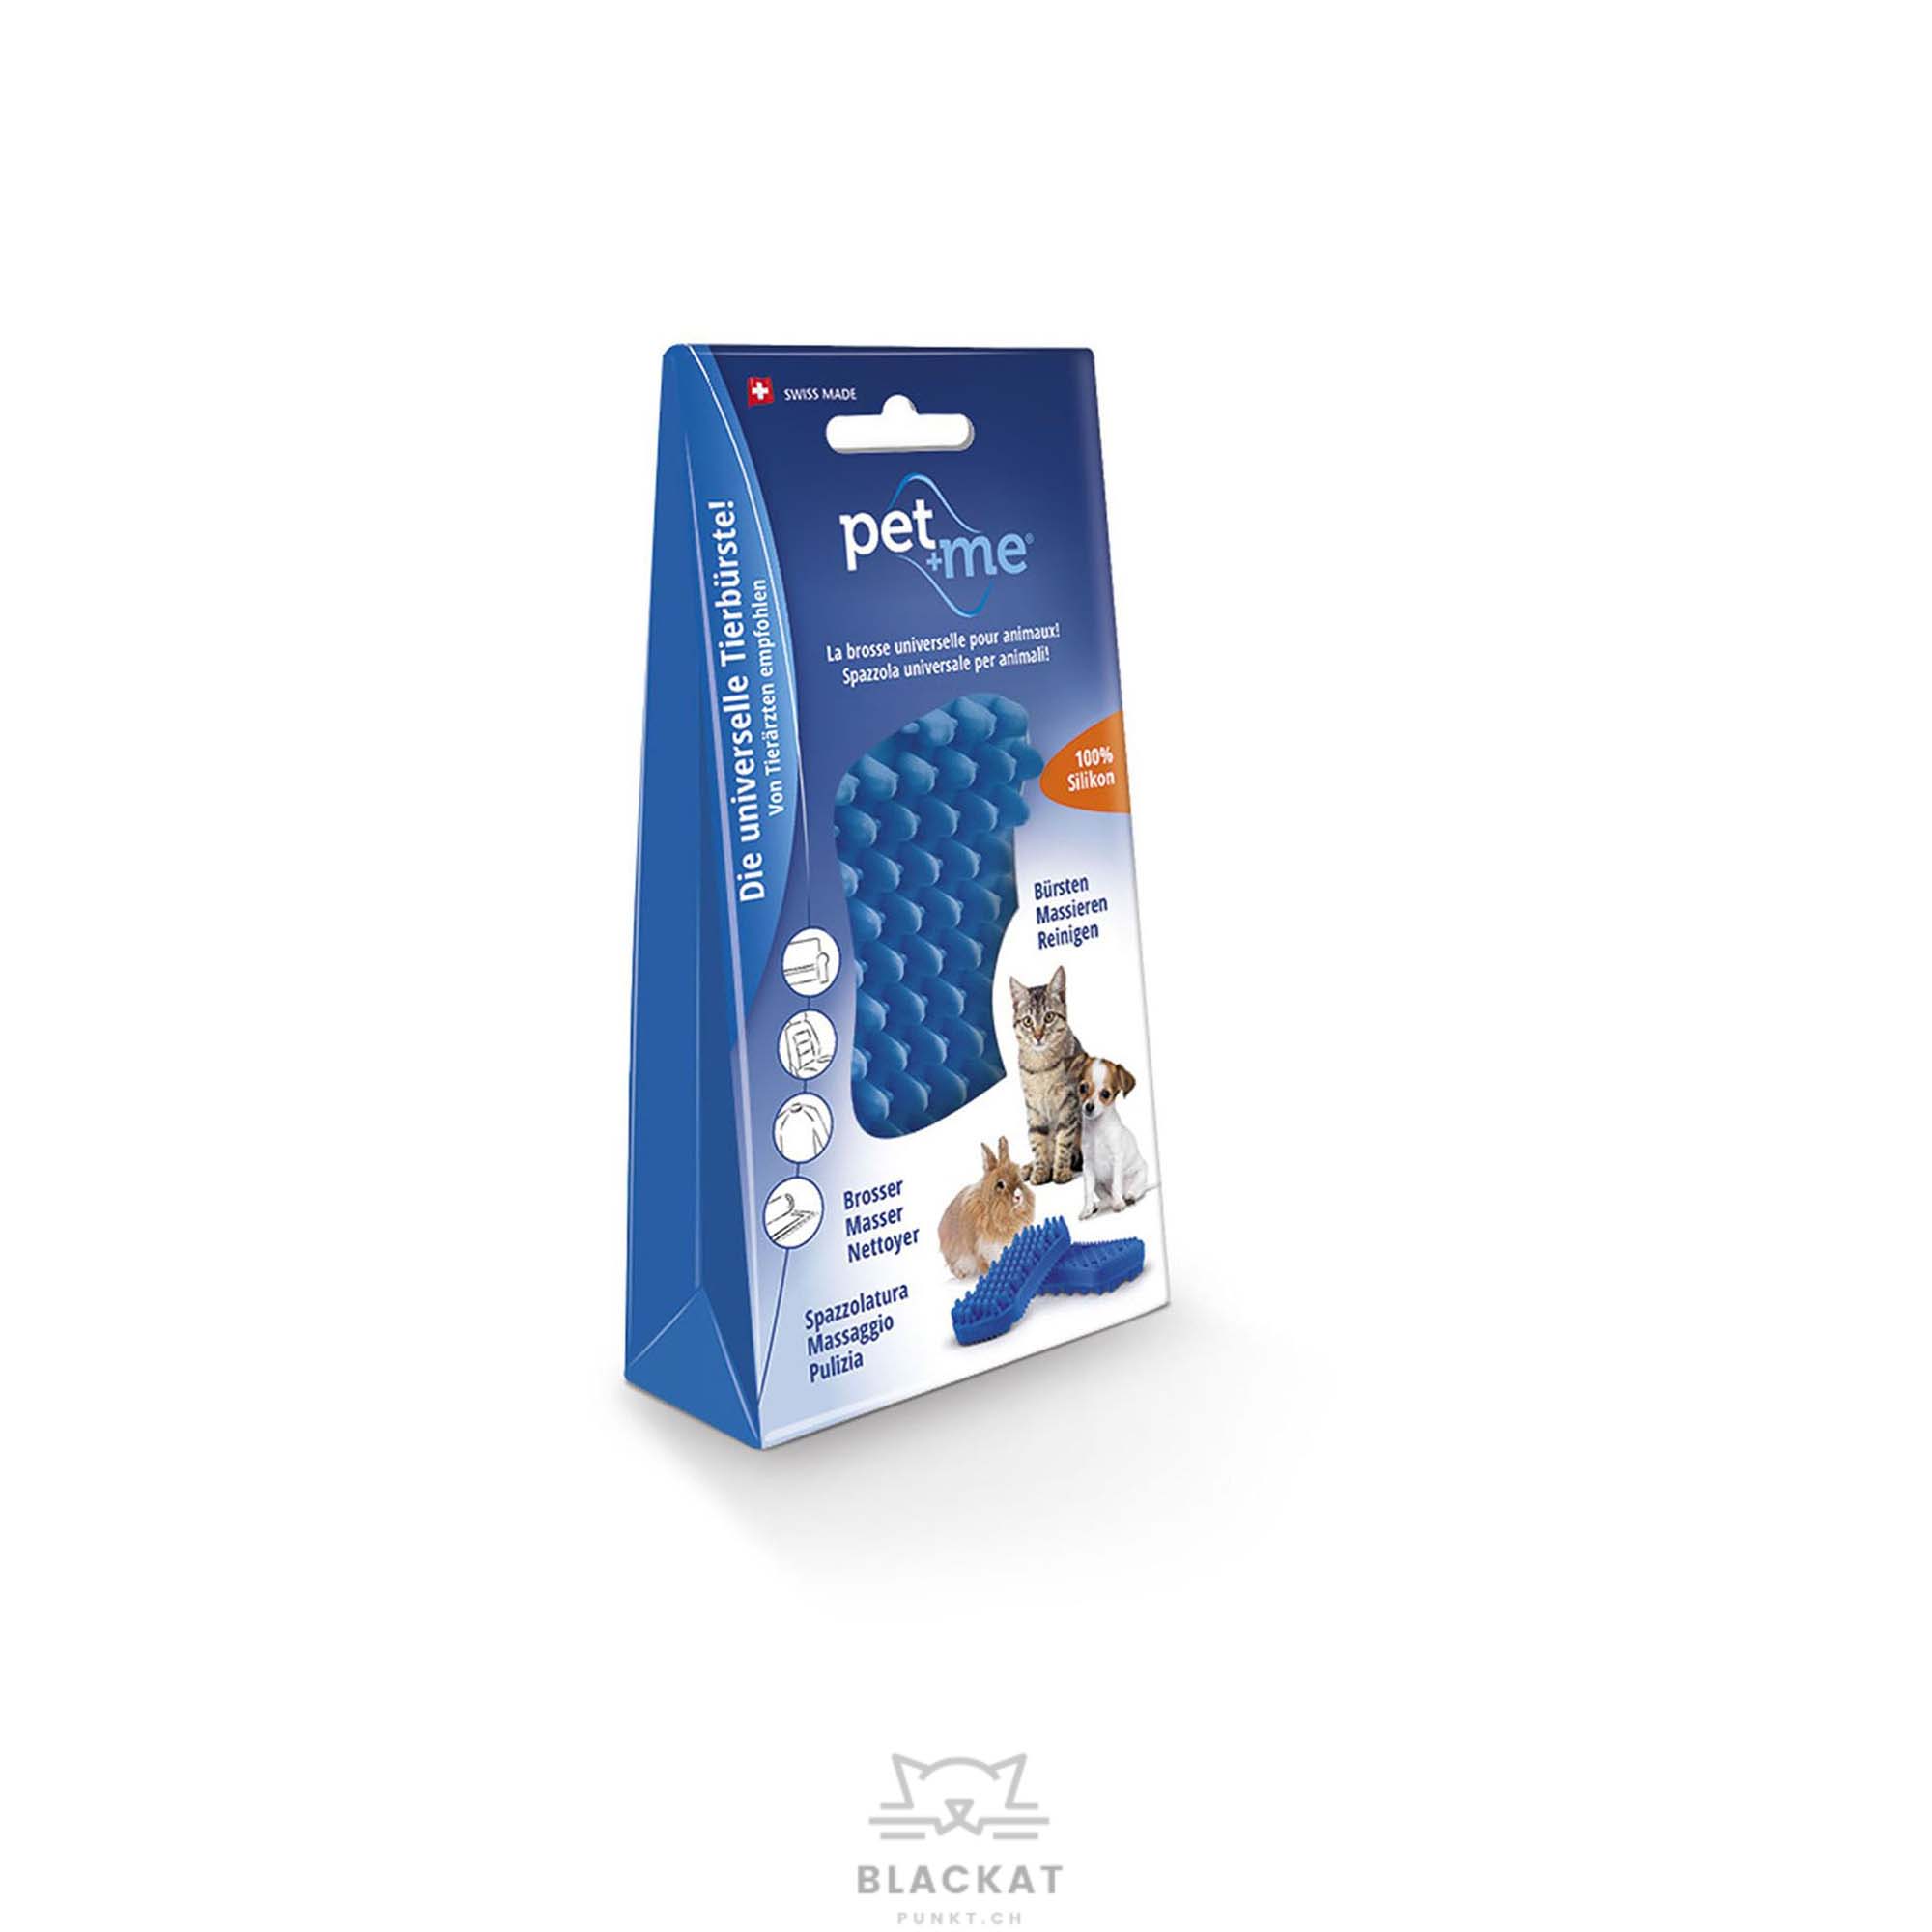 SWISS MADE
pet
+me®
La brosse universelle pour animaux!
Spazzola universale per animali!
Die universelle Tierbürste!
Von Tierärzten empfohlen
100%
Silikon
Bürsten
Massieren
Reinigen
Brosser
Masser
Nettoyer
Spazzolatura
Massaggio
Pulizia
BLACKAT
PUNKT.CH